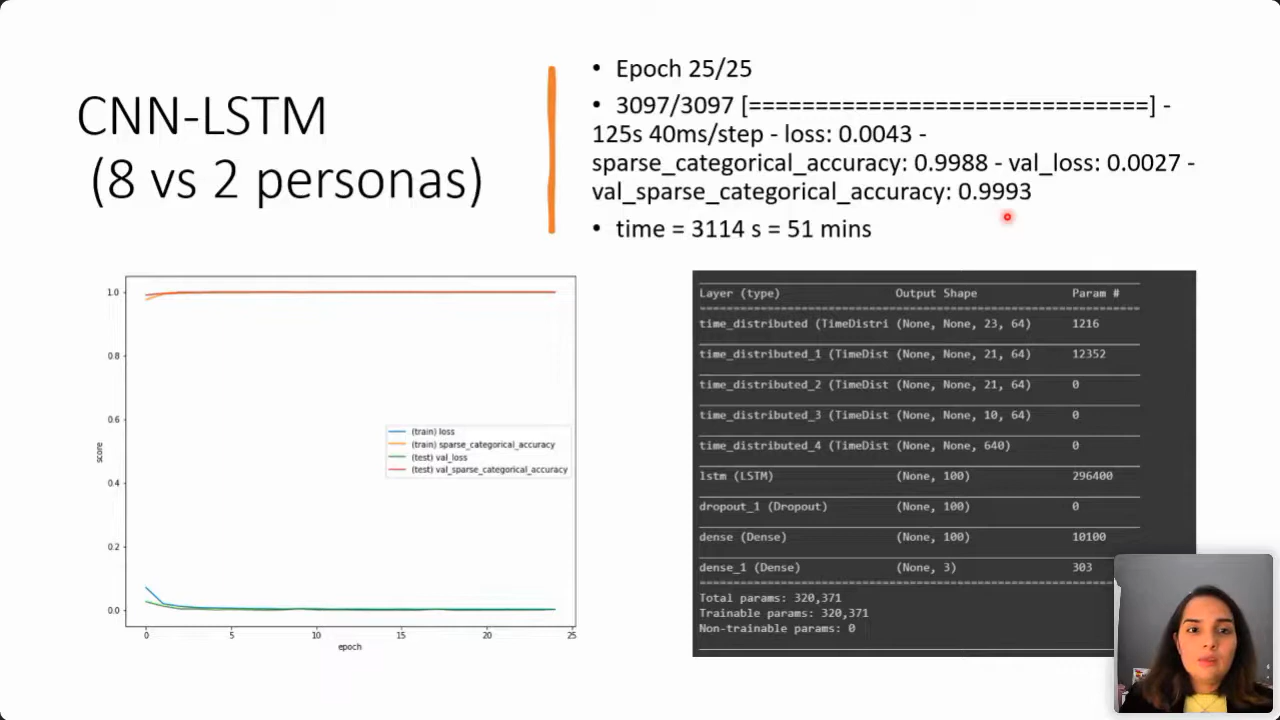 CNN-LSTM
(8 vs 2 personas)
• Epoch 25/25
• 3097/3097 [==============================] -
125s 40ms/step - loss: 0.0043 -
sparse_categorical_accuracy: 0.9988 - val_loss: 0.0027 -
val_sparse_categorical_accuracy: 0.9993
• time = 3114 s = 51 mins
1.0
0.8
0.6
0.4
0.2
0.0
score
(train) loss
(train) sparse_categorical_accuracy
(test) val_loss
(test) val_sparse_categorical_accuracy
0 5 10 15 20 25
epoch
Layer (type) Output Shape Param #
time_distributed (TimeDistri (None, None, 23, 64) 1216
time_distributed_1 (TimeDist (None, None, 21, 64) 12352
time_distributed_2 (TimeDist (None, None, 21, 64) 0
time_distributed_3 (TimeDist (None, None, 10, 64) 0
time_distributed_4 (TimeDist (None, None, 640) 0
lstm (LSTM) (None, 100) 296400
dropout_1 (Dropout) (None, 100) 0
dense (Dense) (None, 100) 10100
dense_1 (Dense) (None, 3) 303
Total params: 320,371
Trainable params: 320,371
Non-trainable params: 0